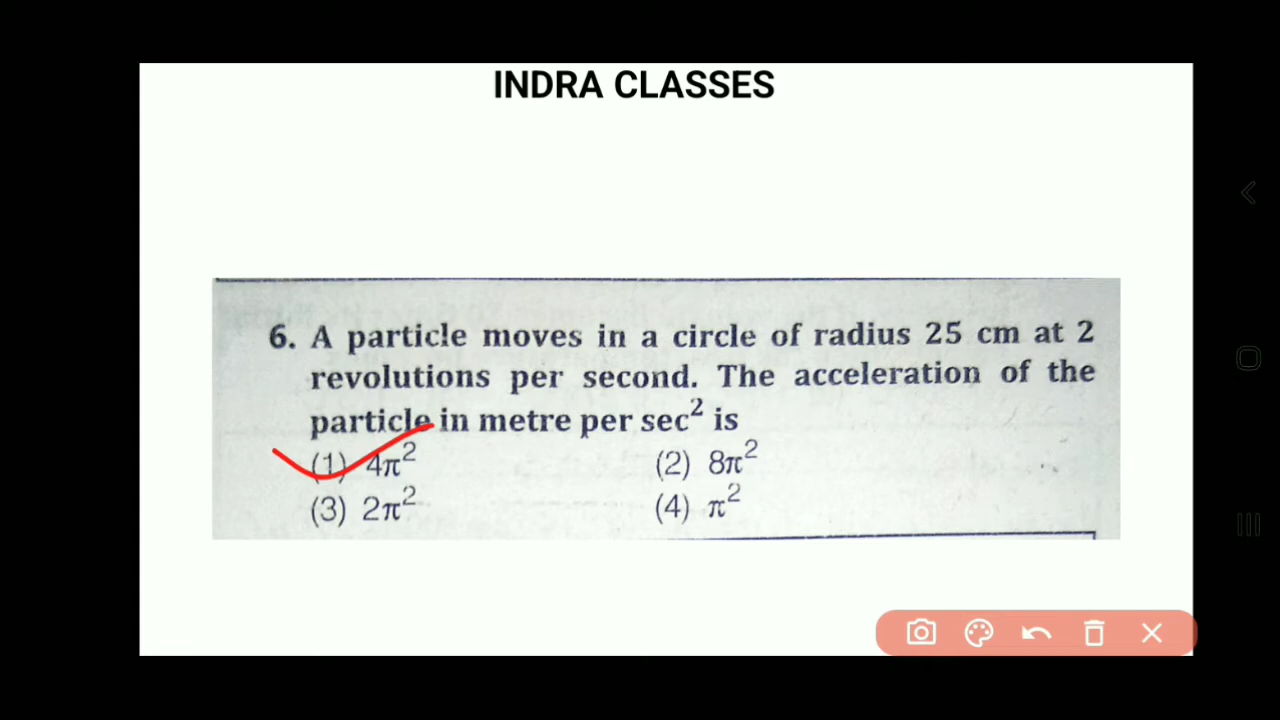 INDRA CLASSES
6. A particle moves in a circle of radius 25 cm at 2
revolutions per second. The acceleration of the
particle in metre per sec² is
(1) 4π² (2) 8π²
(3) 2π² (4) π²